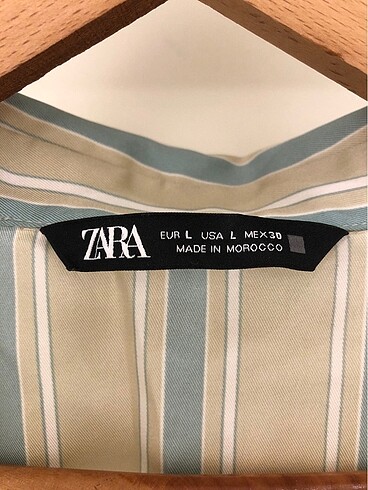 ZARA
EUR L USA L MEX 30
MADE IN MOROCCO